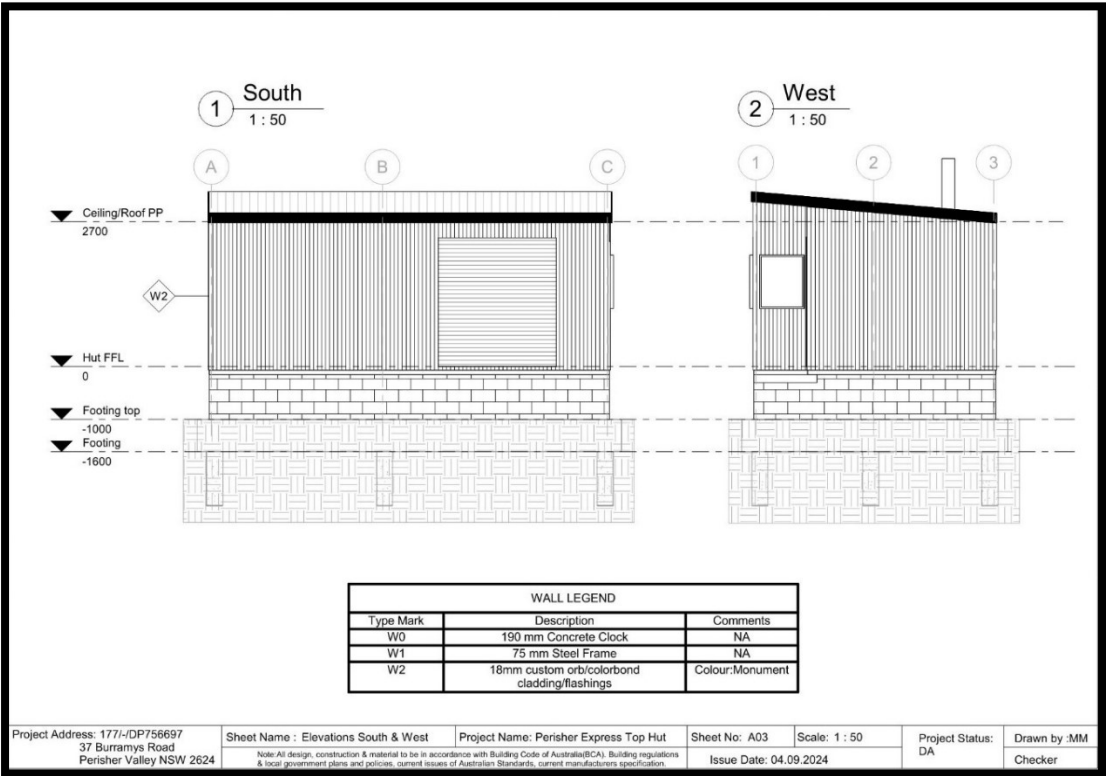 1
South
1 : 50
2
West
1 : 50
A
B
C
1
2
3
Ceiling/Roof PP
2700
W2
Hut FFL
0
Footing top
-1000
Footing
-1600
WALL LEGEND
Type Mark Description Comments
W0 190 mm Concrete Clock NA
W1 75 mm Steel Frame NA
W2 18mm custom orb/colorbond cladding/flashings Colour:Monument
Project Address: 177/-/DP756697
37 Burramys Road
Perisher Valley NSW 2624
Sheet Name : Elevations South & West
Project Name: Perisher Express Top Hut
Note:All design, construction & material to be in accordance with Building Code of Australia(BCA). Building regulations
& local government plans and policies, current issues of Australian Standards, current manufacturers specification.
Sheet No: A03
Scale: 1 : 50
Issue Date: 04.09.2024
Project Status:
DA
Drawn by :MM
Checker